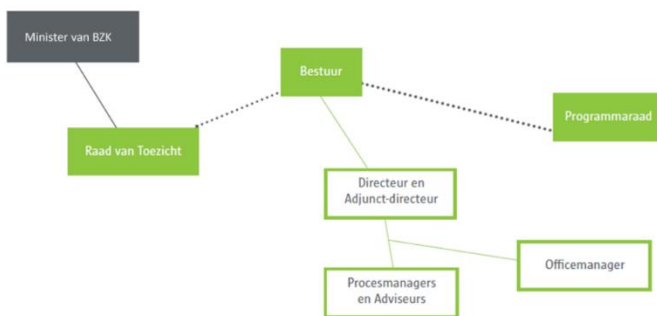 Minister van BZK
Bestuur
Programmaraad
Raad van Toezicht
Directeur en
Adjunct-directeur
Officemanager
Procesmanagers
en Adviseurs